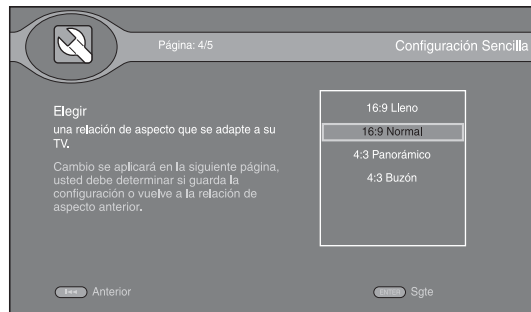 Página: 4/5
Configuración Sencilla
Elegir
una relación de aspecto que se adapte a su
TV.
Cambio se aplicará en la siguiente página,
usted debe determinar si guarda la
configuración o vuelve a la relación de
aspecto anterior.
16:9 Lleno
16:9 Normal
4:3 Panorámico
4:3 Buzón
Anterior
ENTER Sgte